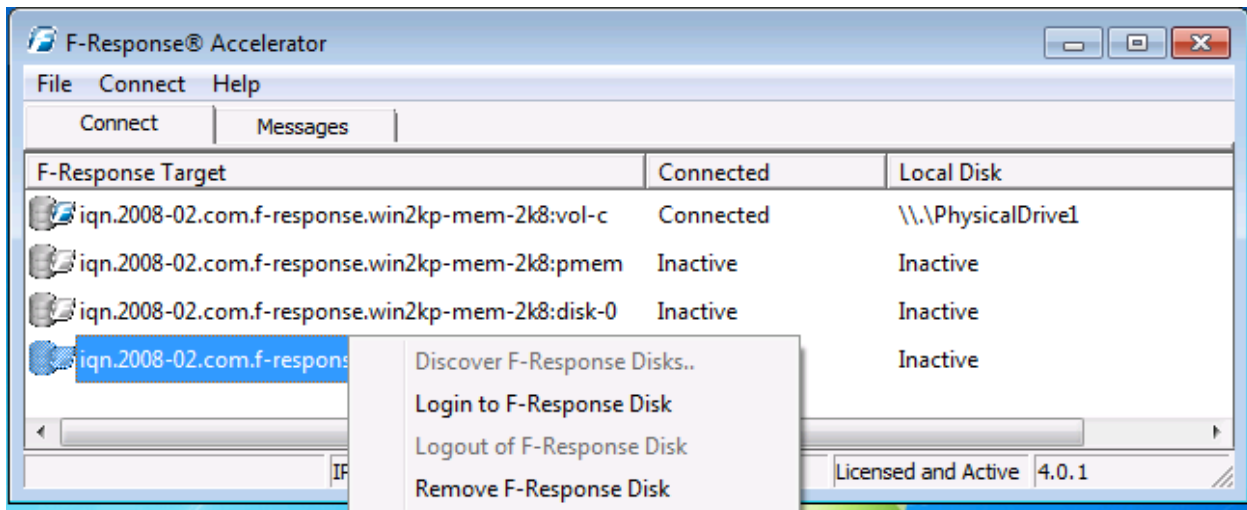 F-Response® Accelerator
File Connect Help
Connect Messages
F-Response Target Connected Local Disk
iqn.2008-02.com.f-response.win2kp-mem-2k8:vol-c Connected \\.\PhysicalDrive1
iqn.2008-02.com.f-response.win2kp-mem-2k8:pmem Inactive Inactive
iqn.2008-02.com.f-response.win2kp-mem-2k8:disk-0 Inactive Inactive
iqn.2008-02.com.f-respons Inactive
Discover F-Response Disks..
Login to F-Response Disk
Logout of F-Response Disk
Remove F-Response Disk
Licensed and Active 4.0.1